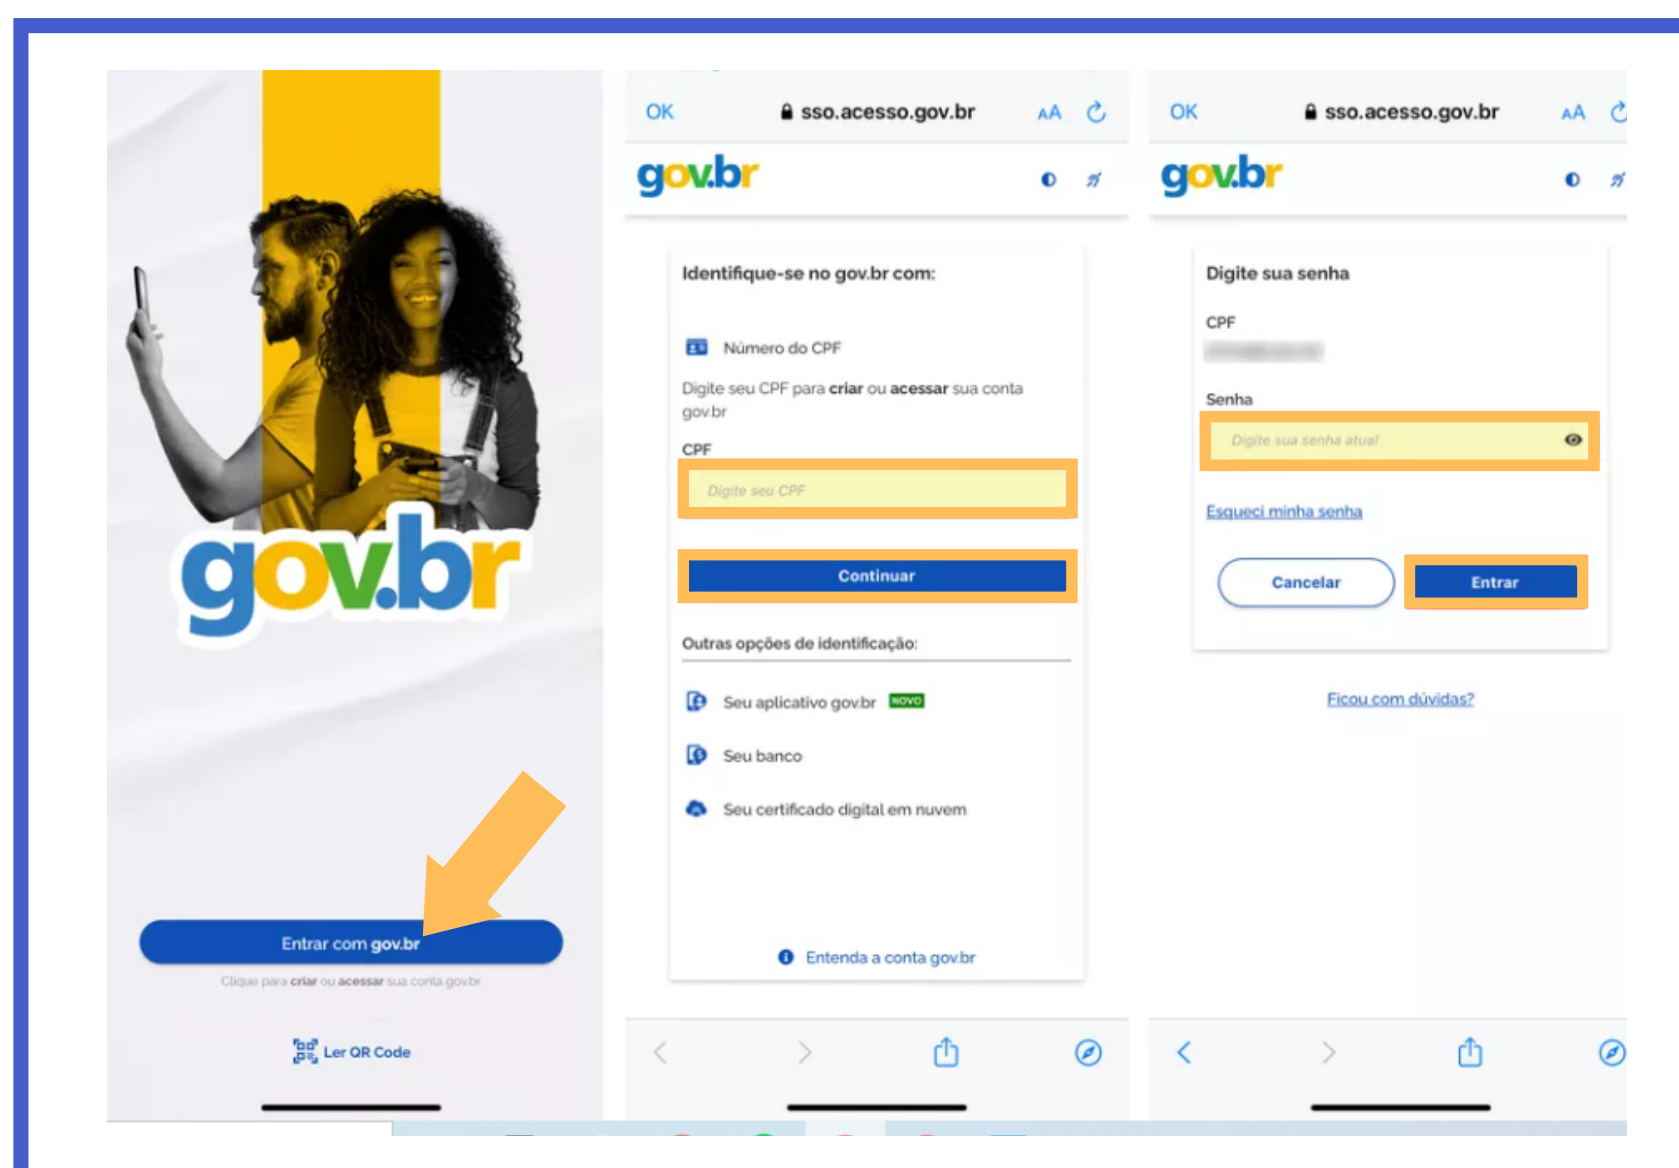 gov.br
Entrar com gov.br
Clique para criar ou acessar sua conta gov.br
Ler QR Code
OK
sso.acesso.gov.br
AA
gov.br
Identifique-se no gov.br com:
Número do CPF
Digite seu CPF para criar ou acessar sua conta
gov.br
CPF
Digite seu CPF
Continuar
Outras opções de identificação:
Seu aplicativo gov.br NOVO
Seu banco
Seu certificado digital em nuvem
Entenda a conta gov.br
OK
sso.acesso.gov.br
AA
gov.br
Digite sua senha
CPF
Senha
Digite sua senha atual
Esqueci minha senha
Cancelar
Entrar
Ficou com dúvidas?